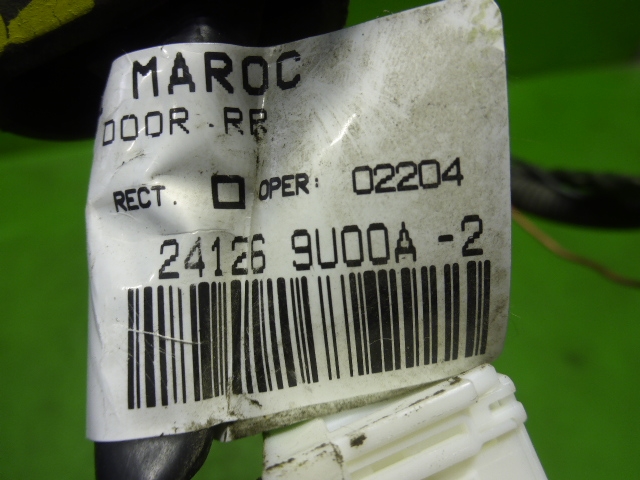 MAROC
DOOR RR
RECT. OPER: 02204
24126 9U00A -2